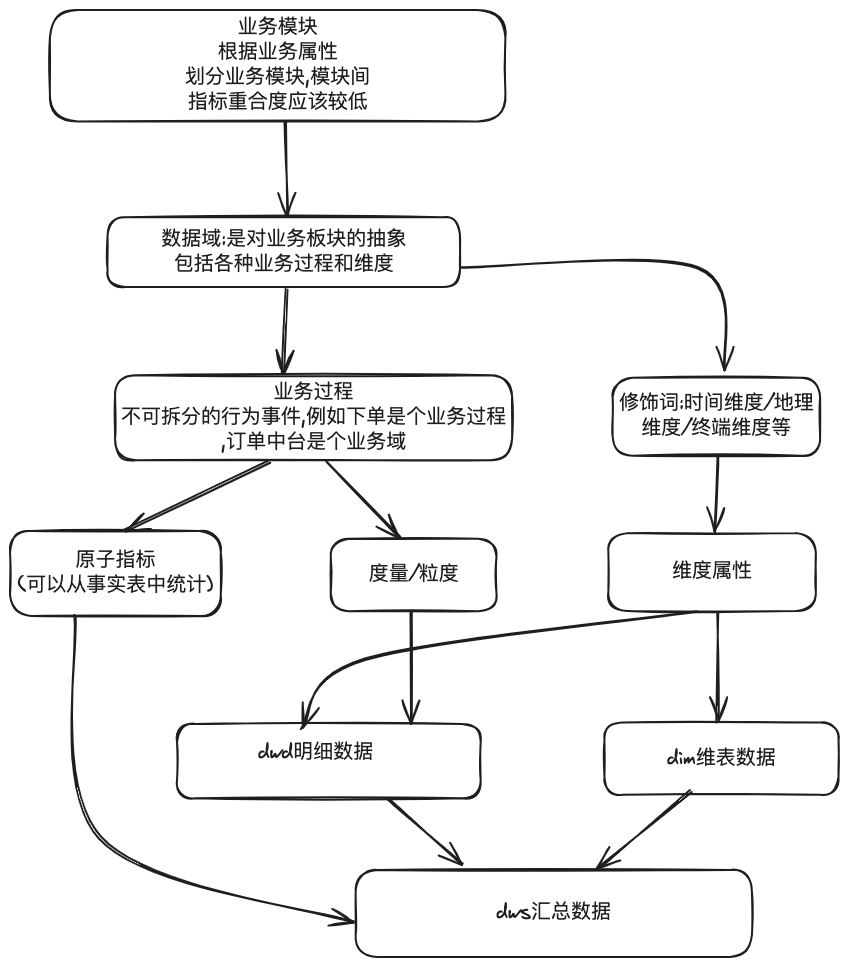 业务模块
根据业务属性
划分业务模块,模块间
指标重合度应该较低
数据域:是对业务板块的抽象
包括各种业务过程和维度
业务过程
不可拆分的行为事件,例如下单是个业务过程
,订单中台是个业务域
修饰词:时间维度/地理
维度/终端维度等
原子指标
(可以从事实表中统计)
度量/粒度
维度属性
dwd明细数据
dim维表数据
dws汇总数据